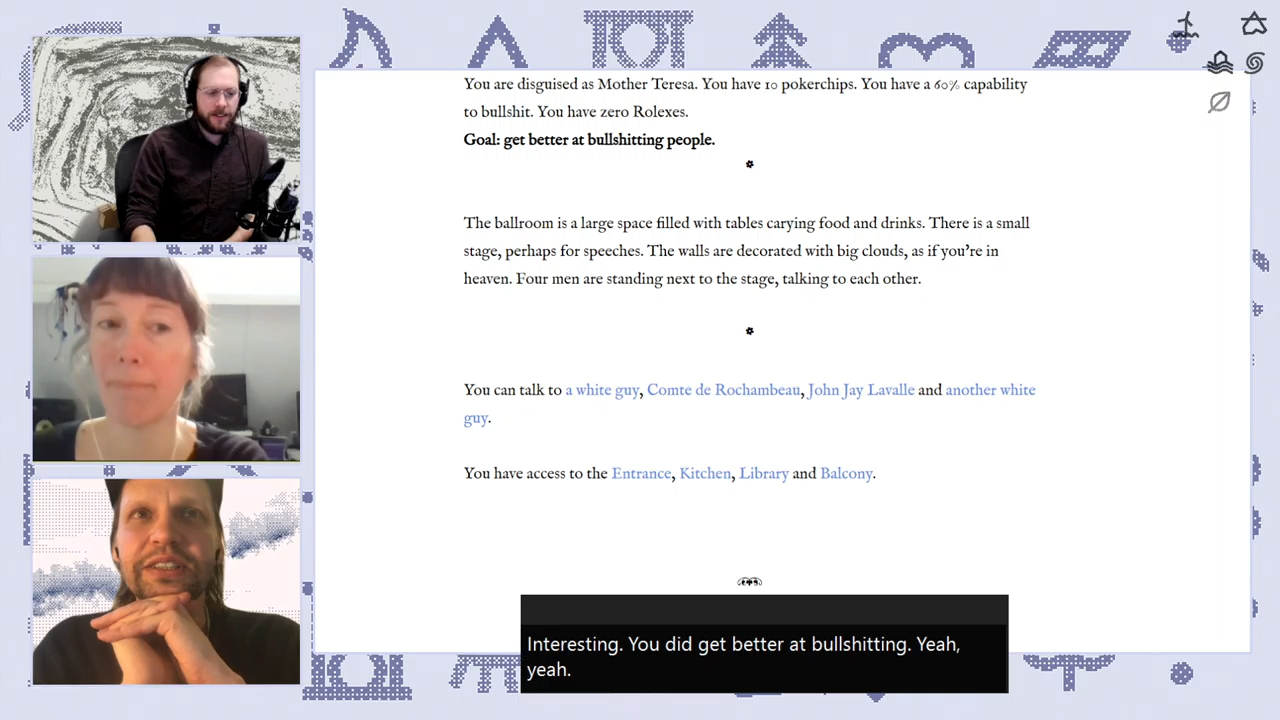 You are disguised as Mother Teresa. You have 10 pokerchips. You have a 60% capability
to bullshit. You have zero Rolexes.
Goal: get better at bullshitting people.
The ballroom is a large space filled with tables carying food and drinks. There is a small
stage, perhaps for speeches. The walls are decorated with big clouds, as if you're in
heaven. Four men are standing next to the stage, talking to each other.
You can talk to a white guy, Comte de Rochambeau, John Jay Lavalle and another white
guy.
You have access to the Entrance, Kitchen, Library and Balcony.
Interesting. You did get better at bullshitting. Yeah,
yeah.